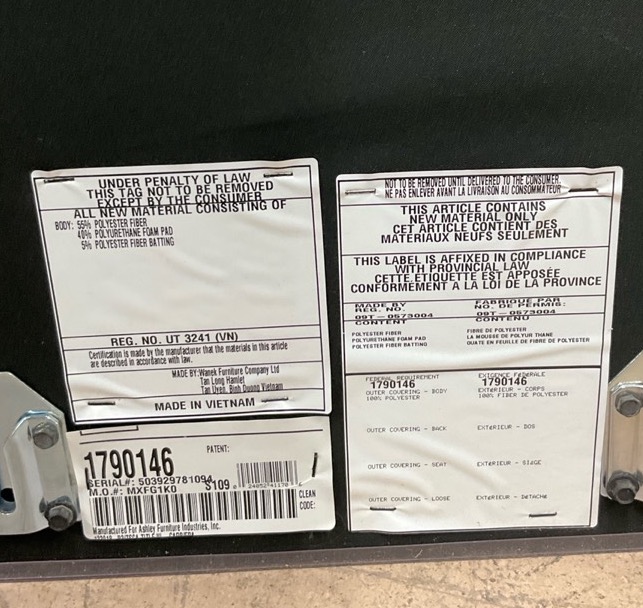 UNDER PENALTY OF LAW
THIS TAG NOT TO BE REMOVED
EXCEPT BY THE CONSUMER
ALL NEW MATERIAL CONSISTING OF
BODY: 55% POLYESTER FIBER
40% POLYURETHANE FOAM PAD
5% POLYESTER FIBER BATTING
REG. NO. UT 3241 (VN)
Certification is made by the manufacturer that the materials in this article
are described in accordance with law.
MADE BY:Wanek Furniture Company Ltd
Tan Long Hamlet
Tan Uyen, Binh Duong Vietnam
MADE IN VIETNAM
1790146
PATENT:
SERIAL#: 503929781094
M.O.#: MXFG1K0
$109
CLEAN
CODE:
Manufactured For Ashley Furniture Industries, Inc.
NOT TO BE REMOVED UNTIL DELIVERED TO THE CONSUMER
NE PAS ENLEVER AVANT LA LIVRAISON AU CONSOMMATEUR
THIS ARTICLE CONTAINS
NEW MATERIAL ONLY
CET ARTICLE CONTIENT DES
MATÉRIAUX NEUFS SEULEMENT
THIS LABEL IS AFFIXED IN COMPLIANCE
WITH PROVINCIAL LAW
CETTE ETIQUETTE EST APPOSÉE
CONFORMEMENT A LA LOI DE LA PROVINCE
MADE BY FABRIQUE PAR
REG. NO. NO. DE PERMIS:
09T - 0573004 09T - 0573004
CONTENT CONTENU
POLYESTER FIBER FIBRE DE POLYESTER
POLYURETHANE FOAM PAD LA MOUSSE DE POLYUR THANE
POLYESTER FIBER BATTING OUATE EN FEUILLE DE FIBRE DE POLYESTER
FEDERAL REQUIREMENT EXIGENCE FéDéRALE
1790146 1790146
OUTER COVERING - BODY EXTéRIEUR - CORPS
100% POLYESTER 100% FIBER DE POLYESTER
OUTER COVERING - BACK EXTéRIEUR - DOS
OUTER COVERING - SEAT EXTéRIEUR - SIèGE
OUTER COVERING - LOOSE EXTéRIEUR - DéTACHé